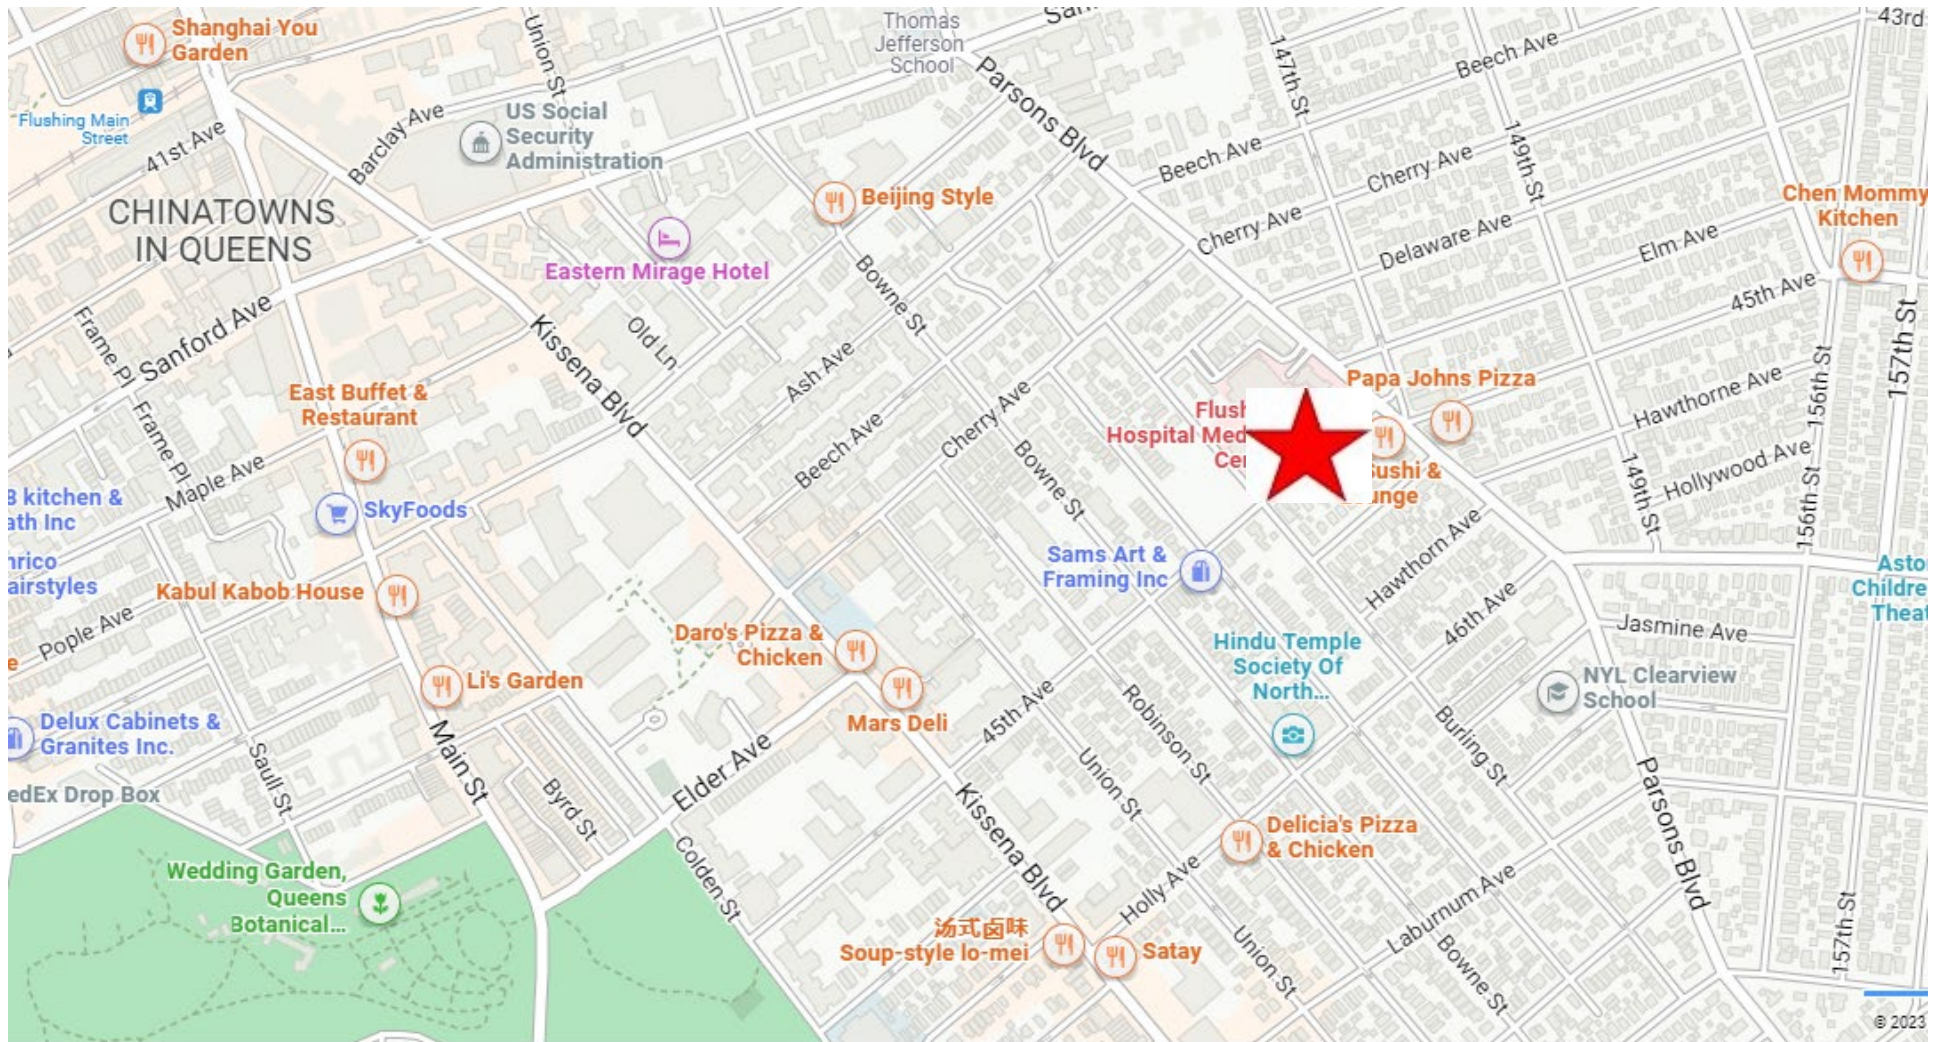 Shanghai You
Garden
Flushing Main
Street
41st Ave
Barclay Ave
Union St
US Social
Security
Administration
Thomas
Jefferson
School
Parsons Blvd
147th St
Beech Ave
43rd
149th St
Beech Ave
Cherry Ave
Cherry Ave
Delaware Ave
Elm Ave
45th Ave
Chen Mommy
Kitchen
CHINATOWNS
IN QUEENS
Beijing Style
Eastern Mirage Hotel
Bowne St
Frame Pl
Sanford Ave
Kissena Blvd
Old Ln
Ash Ave
157th St
156th St
East Buffet &
Restaurant
Frame Pl
Maple Ave
Beech Ave
Cherry Ave
Bowne St
Papa Johns Pizza
Hawthorne Ave
Hollywood Ave
149th St
156th St
SkyFoods
kitchen &
Inc
Kabul Kabob House
Pople Ave
Sams Art &
Framing Inc
Hawthorn Ave
46th Ave
Jasmine Ave
Daro's Pizza &
Chicken
Hindu Temple
Society Of
North...
NYL Clearview
School
Li's Garden
Mars Deli
45th Ave
Robinson St
Burling St
Delux Cabinets &
Granites Inc.
Saull St
Main St
Elder Ave
Union St
Parsons Blvd
Drop Box
Byrd St
Kissena Blvd
Delicia's Pizza
& Chicken
Colden St
Holly Ave
Laburnum Ave
Wedding Garden,
Queens
Botanical...
汤式卤味
Soup-style lo-mei
Satay
Union St
Bowne St
157th St
© 2023